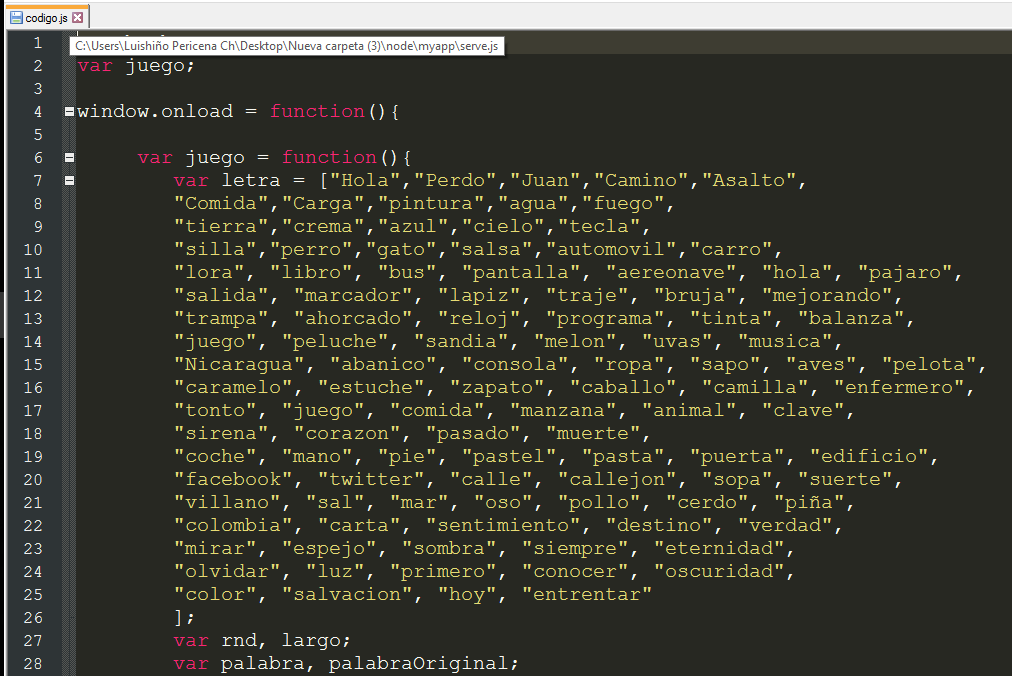 codigo.js
1
C:\Users\Luishiño Pericena Ch\Desktop\Nueva carpeta (3)\node\myapp\serve.js
2 var juego;
3
4 window.onload = function(){
5
6 var juego = function(){
7 var letra = ["Hola","Perdo","Juan","Camino","Asalto",
8 "Comida","Carga","pintura","agua","fuego",
9 "tierra","crema","azul","cielo","tecla",
10 "silla","perro","gato","salsa","automovil","carro",
11 "lora", "libro", "bus", "pantalla", "aereonave", "hola", "pajaro",
12 "salida", "marcador", "lapiz", "traje", "bruja", "mejorando",
13 "trampa", "ahorcado", "reloj", "programa", "tinta", "balanza",
14 "juego", "peluche", "sandia", "melon", "uvas", "musica",
15 "Nicaragua", "abanico", "consola", "ropa", "sapo", "aves", "pelota",
16 "caramelo", "estuche", "zapato", "caballo", "camilla", "enfermero",
17 "tonto", "juego", "comida", "manzana", "animal", "clave",
18 "sirena", "corazon", "pasado", "muerte",
19 "coche", "mano", "pie", "pastel", "pasta", "puerta", "edificio",
20 "facebook", "twitter", "calle", "callejon", "sopa", "suerte",
21 "villano", "sal", "mar", "oso", "pollo", "cerdo", "piña",
22 "colombia", "carta", "sentimiento", "destino", "verdad",
23 "mirar", "espejo", "sombra", "siempre", "eternidad",
24 "olvidar", "luz", "primero", "conocer", "oscuridad",
25 "color", "salvacion", "hoy", "entrentar"
26 ];
27 var rnd, largo;
28 var palabra, palabraOriginal;